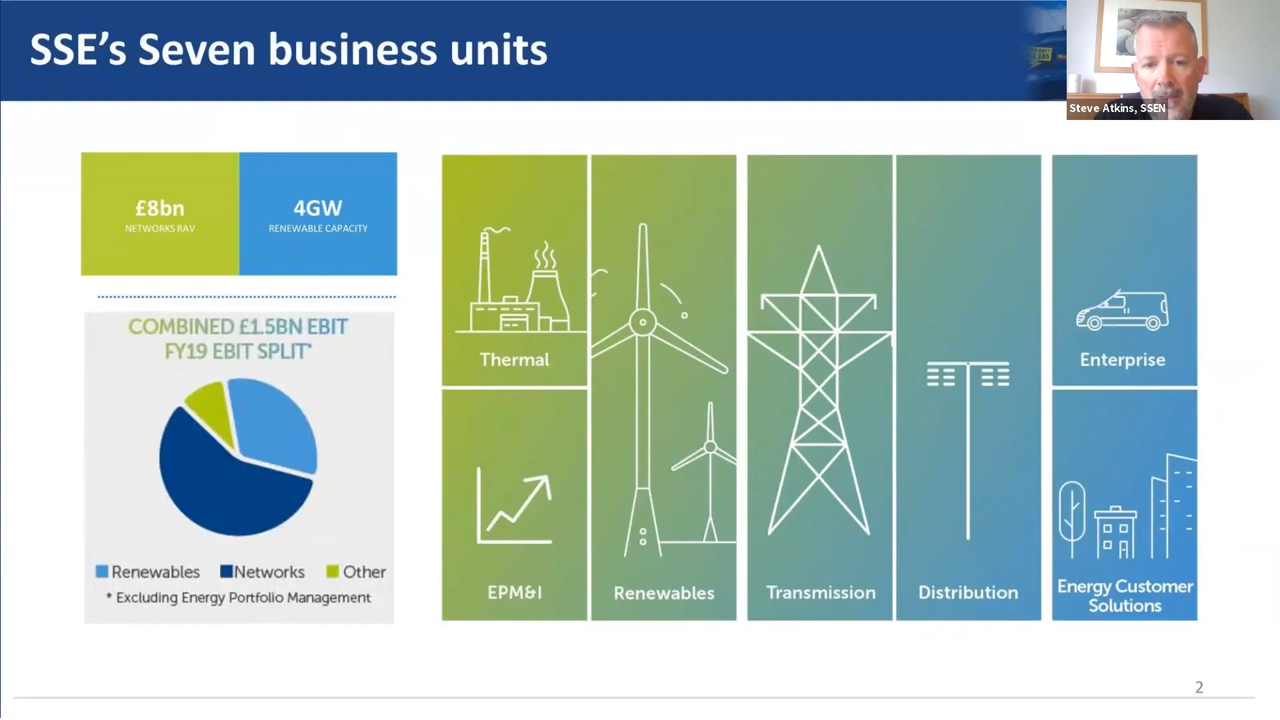 SSE's Seven business units
Steve Atkins, SSEN
£8bn
NETWORKS RAV
4GW
RENEWABLE CAPACITY
COMBINED £1.5BN EBIT
FY19 EBIT SPLIT*
Renewables
Networks
Other
* Excluding Energy Portfolio Management
Thermal
EPM&I
Renewables
Transmission
Distribution
Enterprise
Energy Customer
Solutions
2